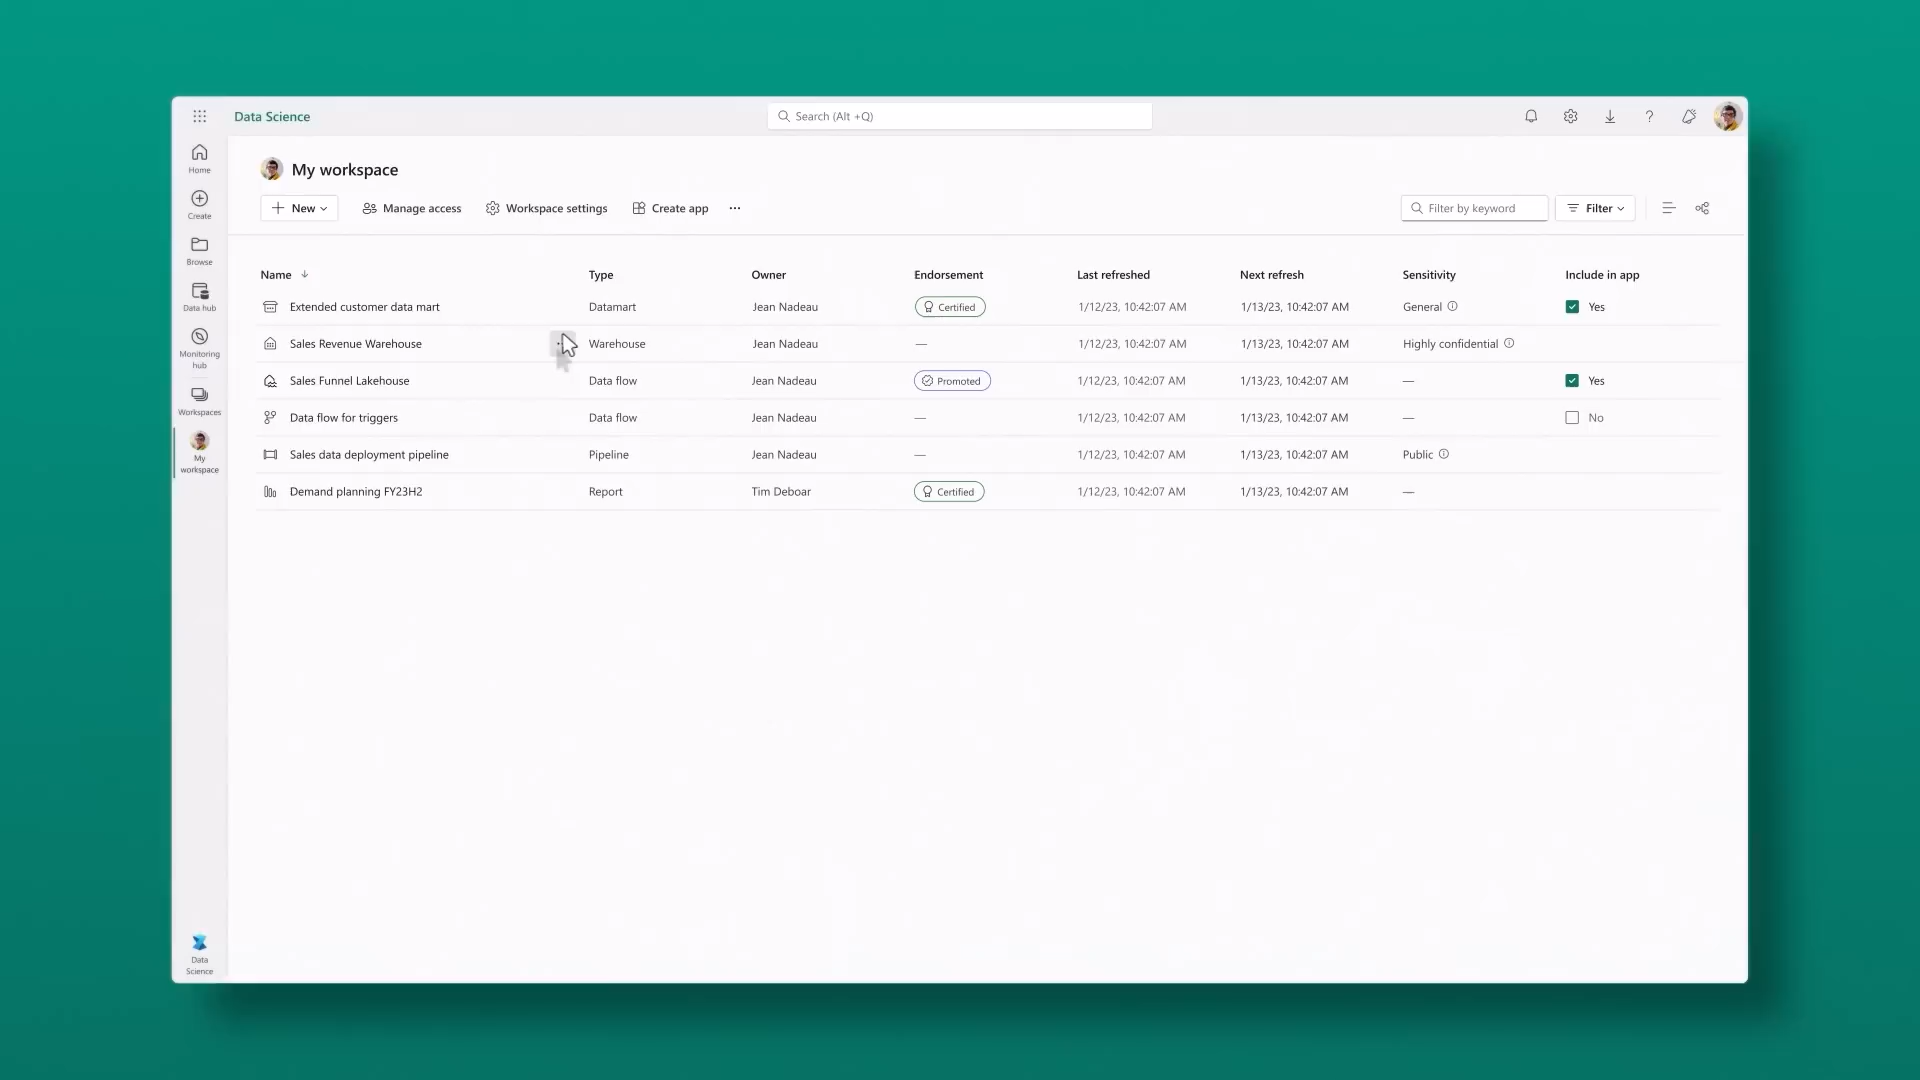 Data Science
Search (Alt +Q)
?
Home
Create
Browse
Data hub
Monitoring
hub
Workspaces
My
workspace
Data
Science
My workspace
New
Manage access
Workspace settings
Create app
...
Filter by keyword
Filter
Name Type Owner Endorsement Last refreshed Next refresh Sensitivity Include in app
Extended customer data mart Datamart Jean Nadeau Certified 1/12/23, 10:42:07 AM 1/13/23, 10:42:07 AM General Yes
Sales Revenue Warehouse Warehouse Jean Nadeau — 1/12/23, 10:42:07 AM 1/13/23, 10:42:07 AM Highly confidential
Sales Funnel Lakehouse Data flow Jean Nadeau Promoted 1/12/23, 10:42:07 AM 1/13/23, 10:42:07 AM — Yes
Data flow for triggers Data flow Jean Nadeau — 1/12/23, 10:42:07 AM 1/13/23, 10:42:07 AM — No
Sales data deployment pipeline Pipeline Jean Nadeau — 1/12/23, 10:42:07 AM 1/13/23, 10:42:07 AM Public
Demand planning FY23H2 Report Tim Deboar Certified 1/12/23, 10:42:07 AM 1/13/23, 10:42:07 AM —